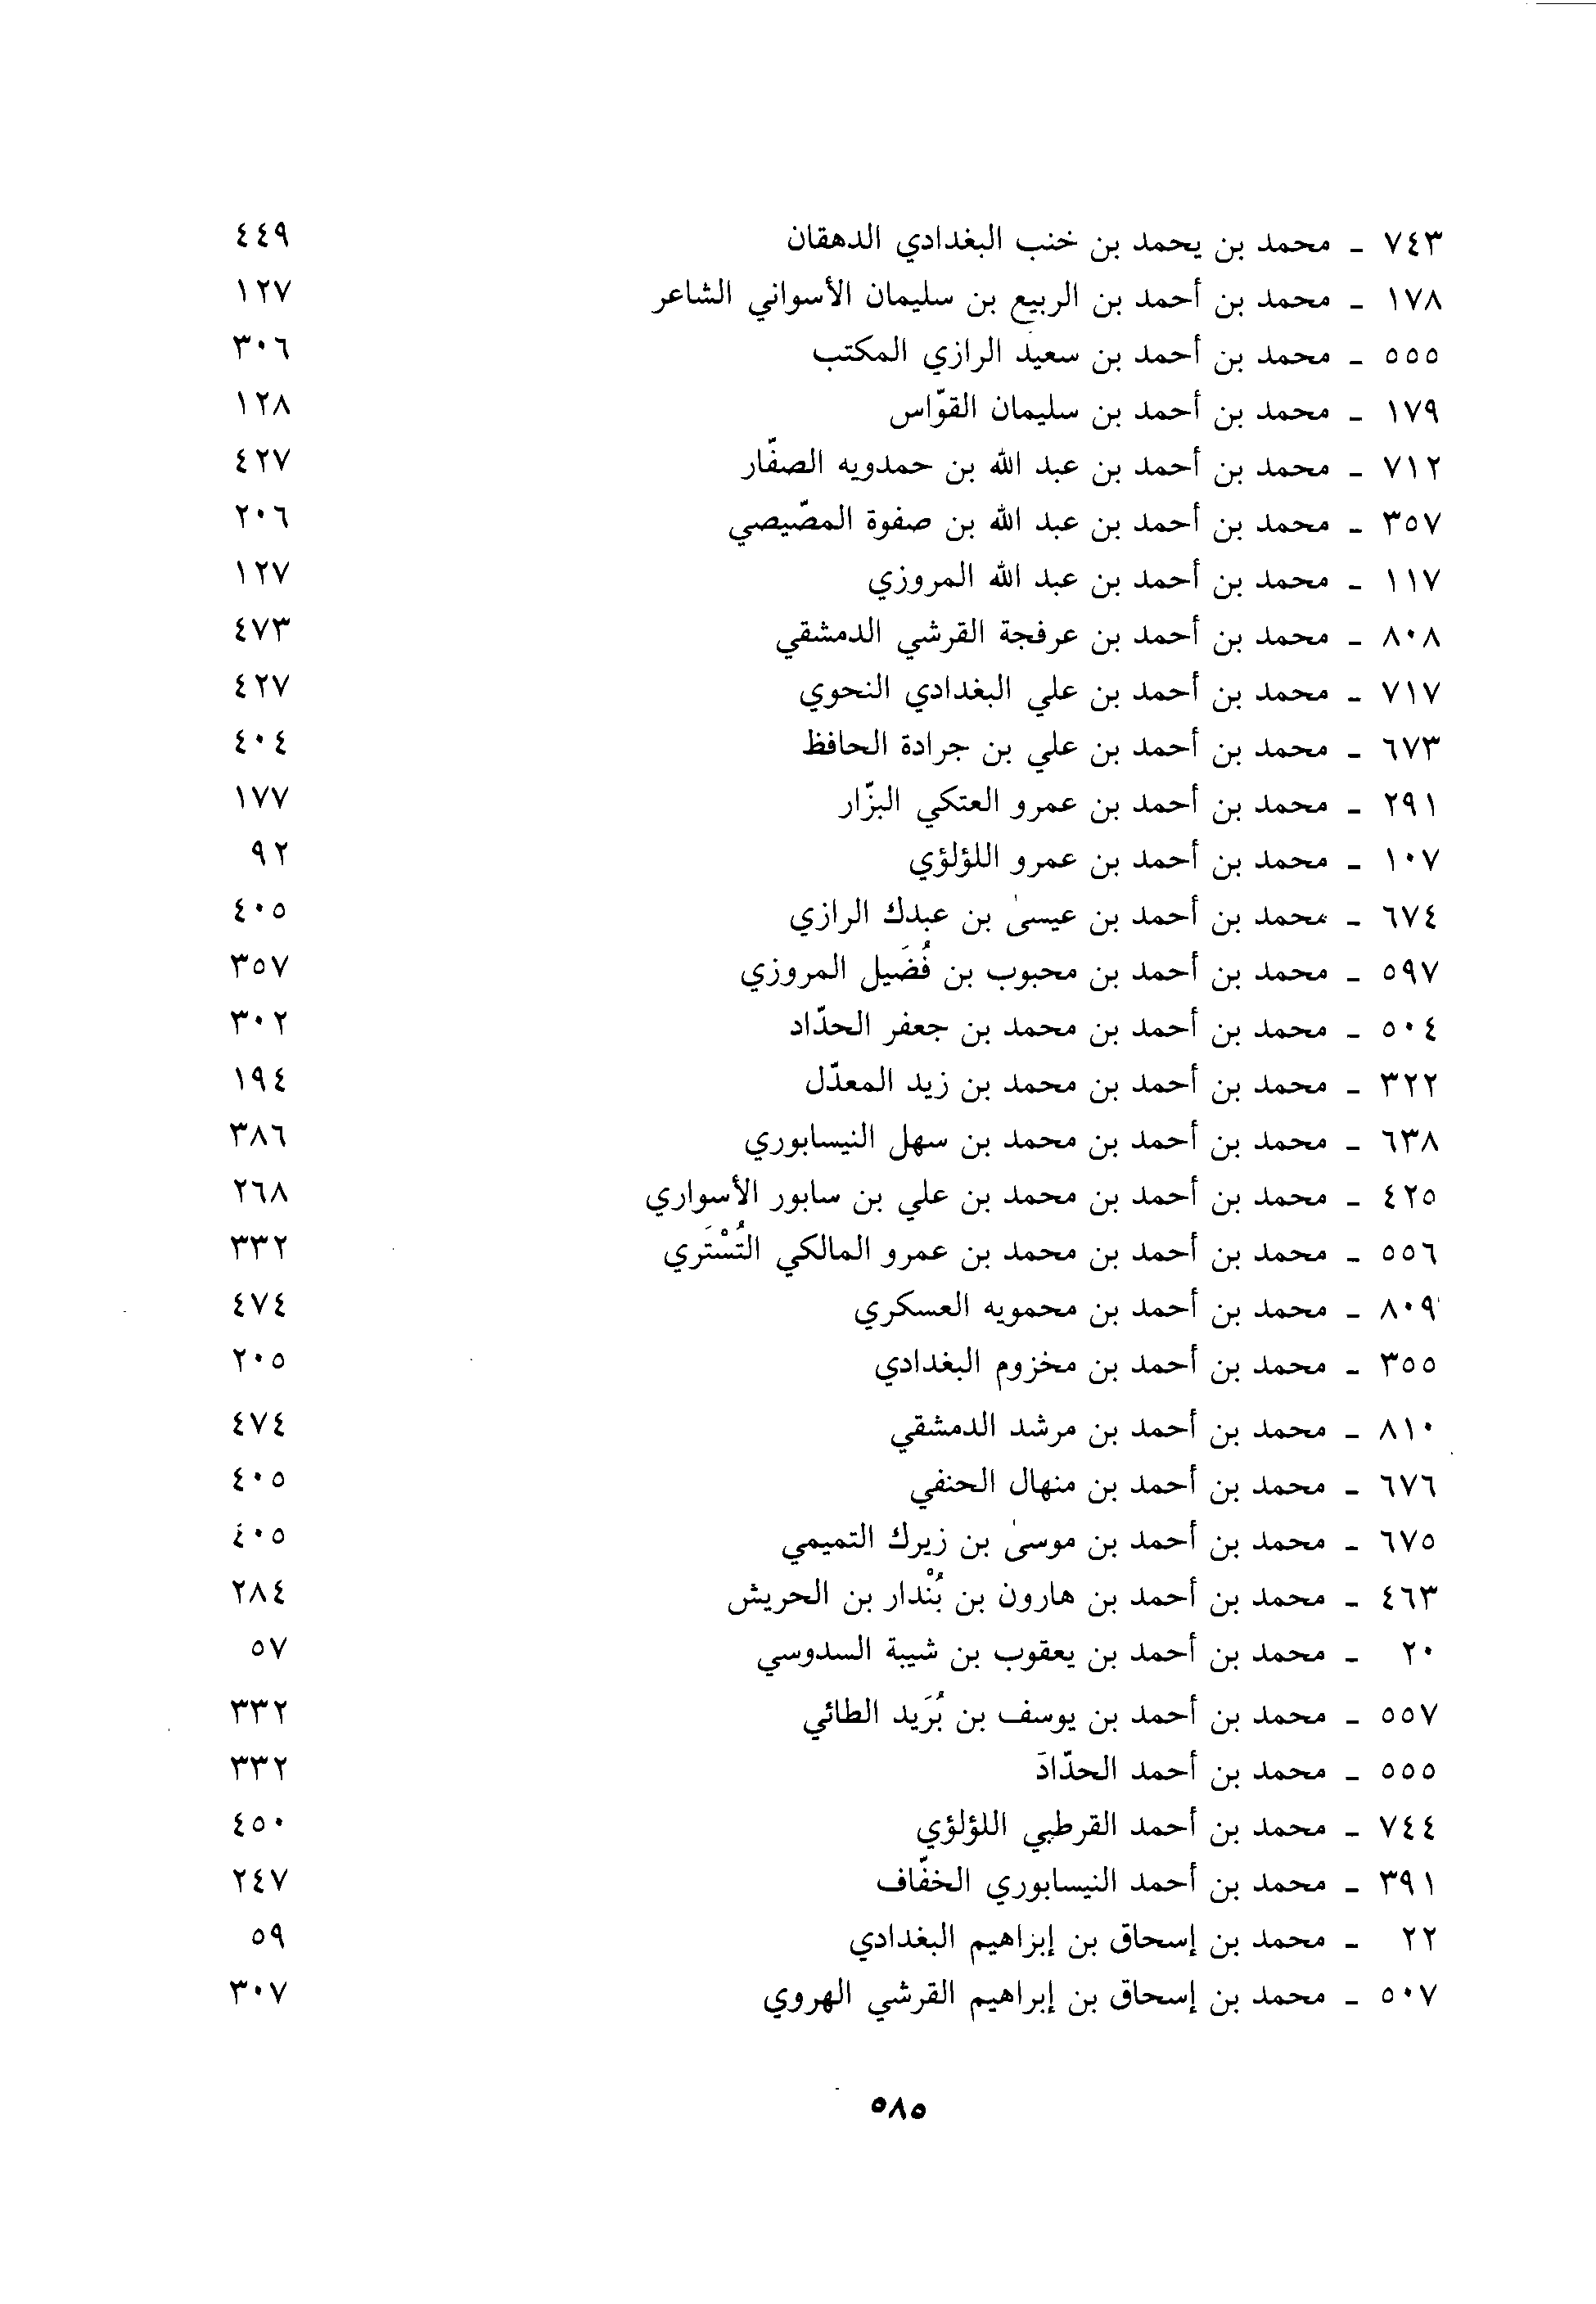 ٧٤٣ - محمد بن يحمد بن خنب البغدادي الدهقان ٤٤٩
١٧٨ - محمد بن أحمد بن الربيع بن سليمان الأسواني الشاعر ١٢٧
٥٥٥ - محمد بن أحمد بن سعيد الرازي المكتب ٣٠٦
١٧٩ - محمد بن أحمد بن سليمان القوّاس ١٢٨
٧١٢ - محمد بن أحمد بن عبد الله بن حمدويه الصفّار ٤٢٧
٣٥٧ - محمد بن أحمد بن عبد الله بن صفوة المصّيصي ٢٠٦
١١٧ - محمد بن أحمد بن عبد الله المروزي ١٢٧
٨٠٨ - محمد بن أحمد بن عرفجة القرشي الدمشقي ٤٧٣
٧١٧ - محمد بن أحمد بن علي البغدادي النحوي ٤٢٧
٦٧٣ - محمد بن أحمد بن علي بن جرادة الحافظ ٤٠٤
٢٩١ - محمد بن أحمد بن عمرو العتكي البزّار ١٧٧
١٠٧ - محمد بن أحمد بن عمرو اللؤلؤي ٩٢
٦٧٤ - محمد بن أحمد بن عيسىٰ بن عبدك الرازي ٤٠٥
٥٩٧ - محمد بن أحمد بن محبوب بن فُضَيل المروزي ٣٥٧
٥٠٤ - محمد بن أحمد بن محمد بن جعفر الحدّاد ٣٠٢
٣٢٢ - محمد بن أحمد بن محمد بن زيد المعدّل ١٩٤
٦٣٨ - محمد بن أحمد بن محمد بن سهل النيسابوري ٣٨٦
٤٢٥ - محمد بن أحمد بن محمد بن علي بن سابور الأسواري ٢٦٨
٥٥٦ - محمد بن أحمد بن محمد بن عمرو المالكي التُسْتَري ٣٣٢
٨٠٩ - محمد بن أحمد بن محمويه العسكري ٤٧٤
٣٥٥ - محمد بن أحمد بن مخزوم البغدادي ٢٠٥
٨١٠ - محمد بن أحمد بن مرشد الدمشقي ٤٧٤
٦٧٦ - محمد بن أحمد بن منهال الحنفي ٤٠٥
٦٧٥ - محمد بن أحمد بن موسىٰ بن زيرك التميمي ٤٠٥
٤٦٣ - محمد بن أحمد بن هارون بن بُنْدار بن الحريش ٢٨٤
٢٠ - محمد بن أحمد بن يعقوب بن شيبة السدوسي ٥٧
٥٥٧ - محمد بن أحمد بن يوسف بن بُرَيد الطائي ٣٣٢
٥٥٥ - محمد بن أحمد الحدّاد ٣٣٢
٧٤٤ - محمد بن أحمد القرطبي اللؤلؤي ٤٥٠
٣٩١ - محمد بن أحمد النيسابوري الخفّاف ٢٤٧
٢٢ - محمد بن إسحاق بن إبراهيم البغدادي ٥٩
٥٠٧ - محمد بن إسحاق بن إبراهيم القرشي الهروي ٣٠٧
٥٨٥